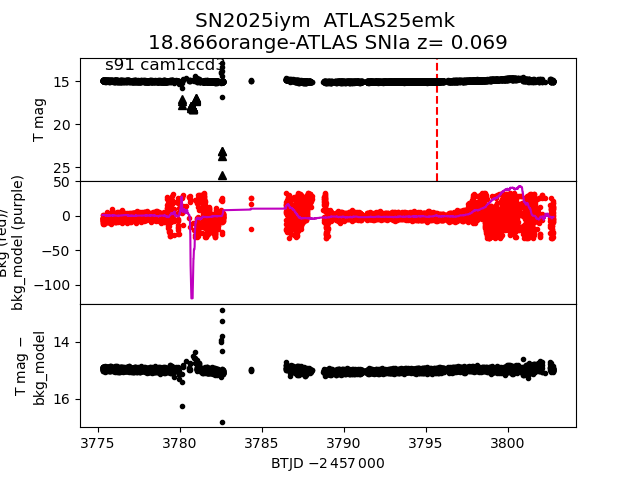 SN2025iym  ATLAS25emk
18.866orange-ATLAS SNIa z= 0.069
s91 cam1ccd3
T mag
15
20
25
Bkg (red)/
bkg_model (purple)
50
0
−50
−100
T mag −
bkg_model
14
16
3775
3780
3785
3790
3795
3800
BTJD −2 457 000